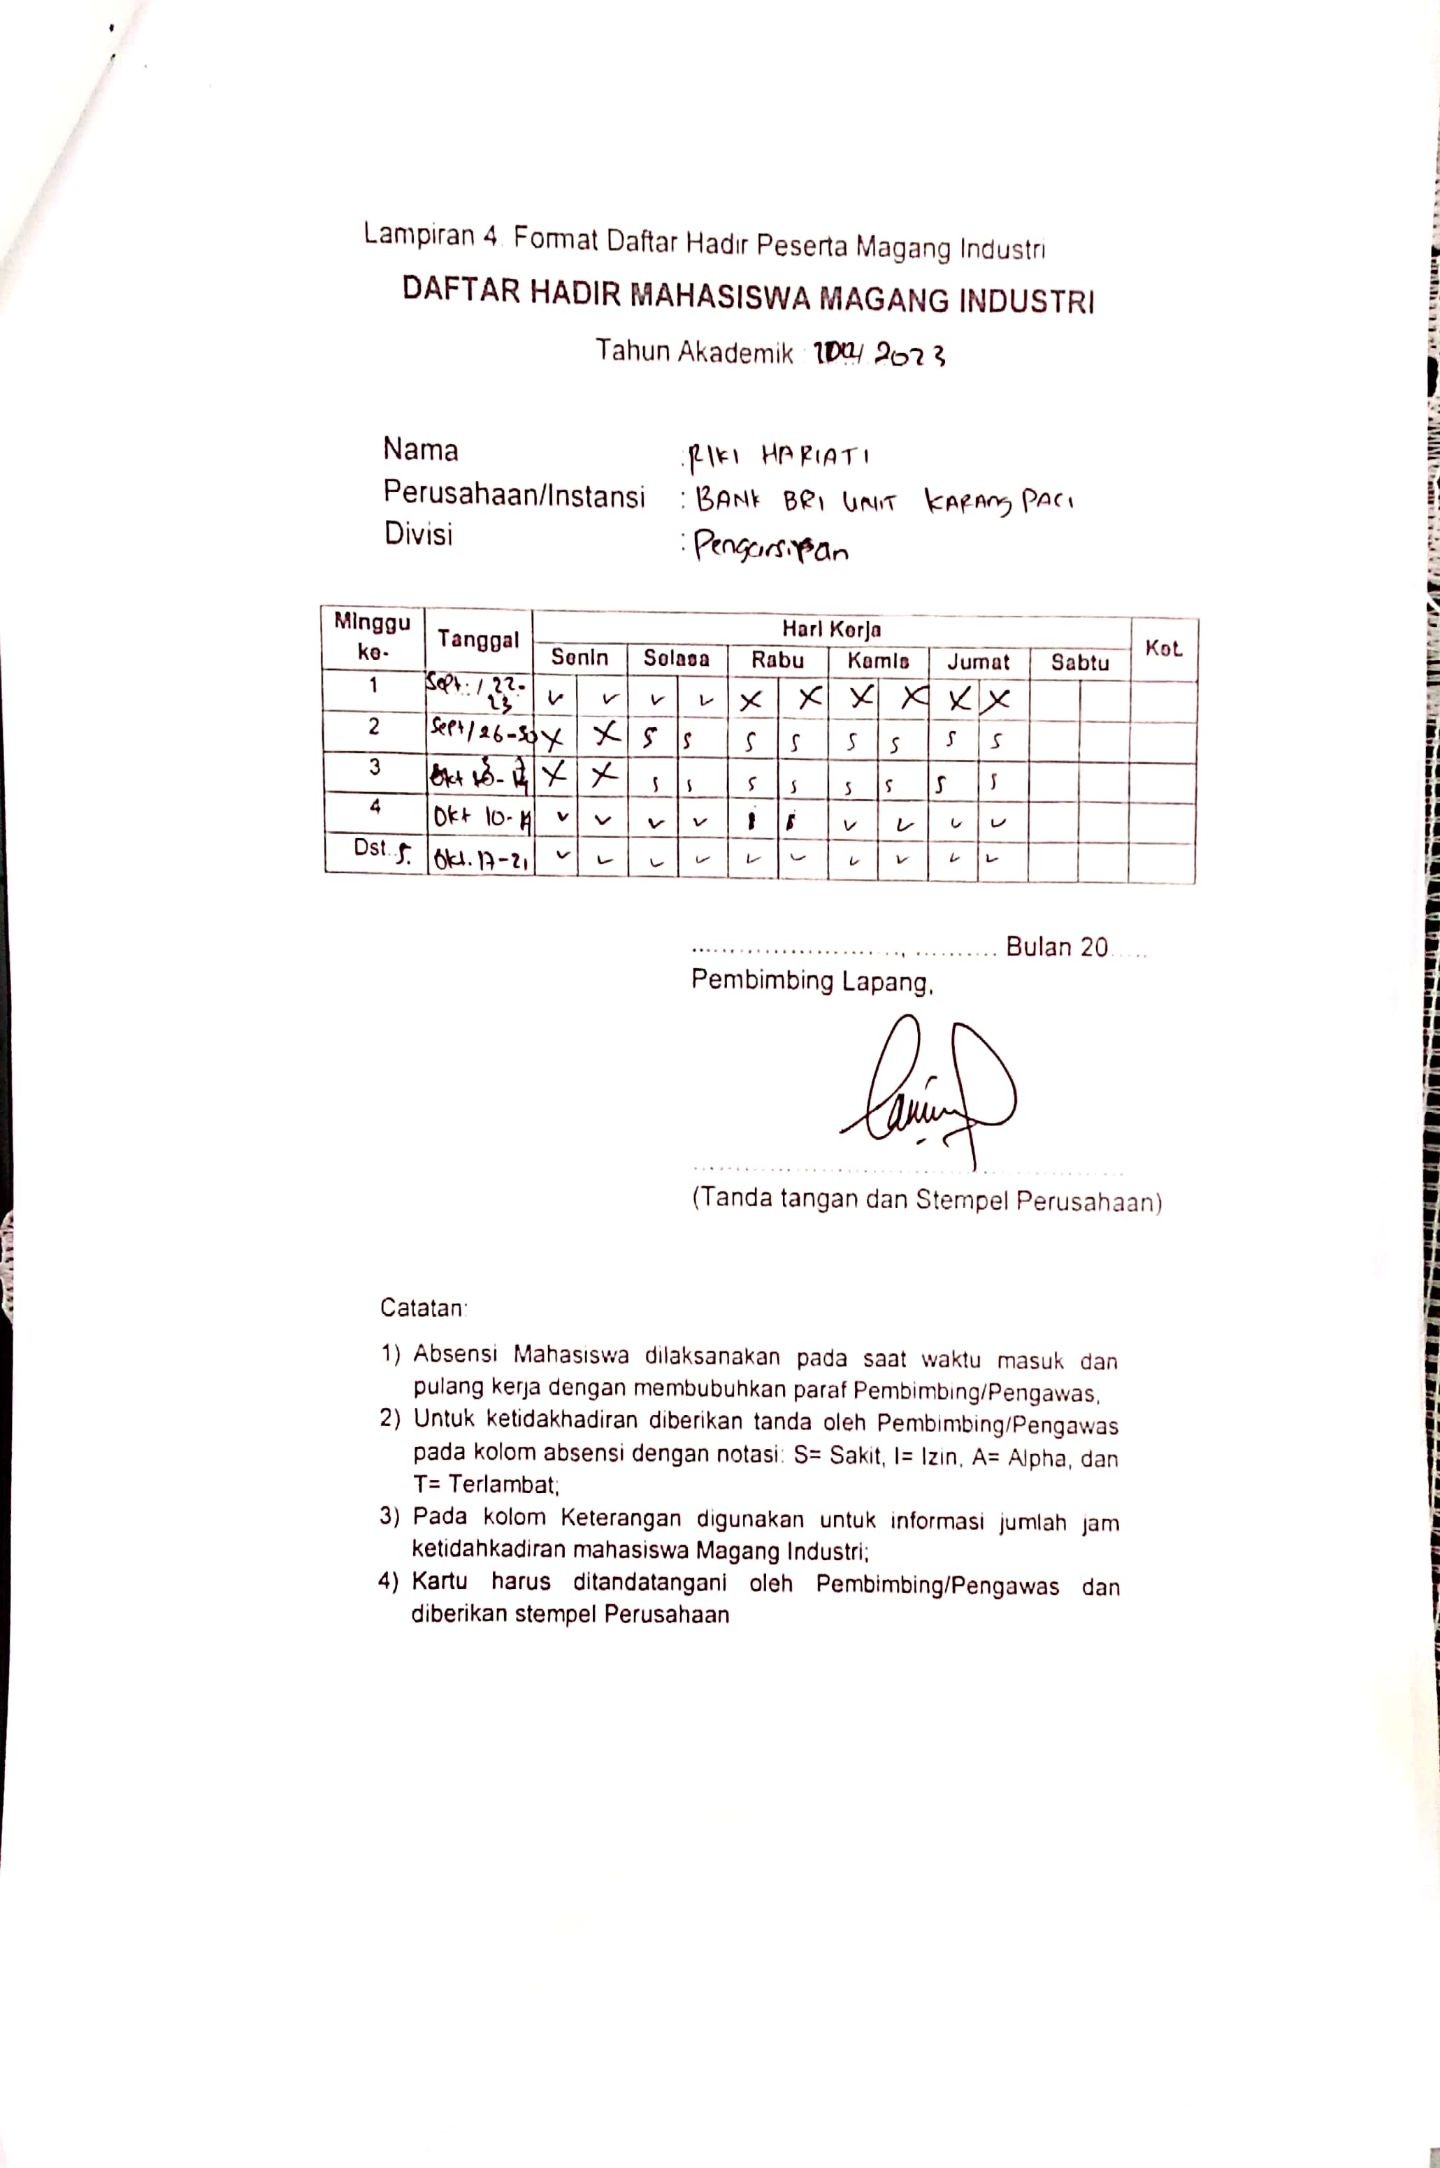 Lampiran 4. Format Daftar Hadir Peserta Magang Industri
DAFTAR HADIR MAHASISWA MAGANG INDUSTRI
Tahun Akademik : / 2023
Nama : RIKI HARIATI
Perusahaan/Instansi : BANK BRI UNIT KARANG PACI
Divisi : Pengarsipan
Minggu ke- Tanggal Hari Kerja Ket.
Senin Selasa Rabu Kamis Jumat Sabtu
1 Sept. / 22-23 ✓ ✓ ✓ ✓ X X X X X X
2 Sept / 26-30 X X S S S S S S S S
3 Okt X X S S S S S S S S
4 Okt 10- ✓ ✓ ✓ ✓ i i ✓ ✓ ✓ ✓
Dst. 5. Okt. 17-21 ✓ ✓ ✓ ✓ ✓ ✓ ✓ ✓ ✓ ✓
..........................., ........... Bulan 20.....
Pembimbing Lapang,
(Tanda tangan dan Stempel Perusahaan)
Catatan:
1) Absensi Mahasiswa dilaksanakan pada saat waktu masuk dan
pulang kerja dengan membubuhkan paraf Pembimbing/Pengawas,
2) Untuk ketidakhadiran diberikan tanda oleh Pembimbing/Pengawas
pada kolom absensi dengan notasi: S= Sakit, I= Izin, A= Alpha, dan
T= Terlambat;
3) Pada kolom Keterangan digunakan untuk informasi jumlah jam
ketidahkadiran mahasiswa Magang Industri;
4) Kartu harus ditandatangani oleh Pembimbing/Pengawas dan
diberikan stempel Perusahaan